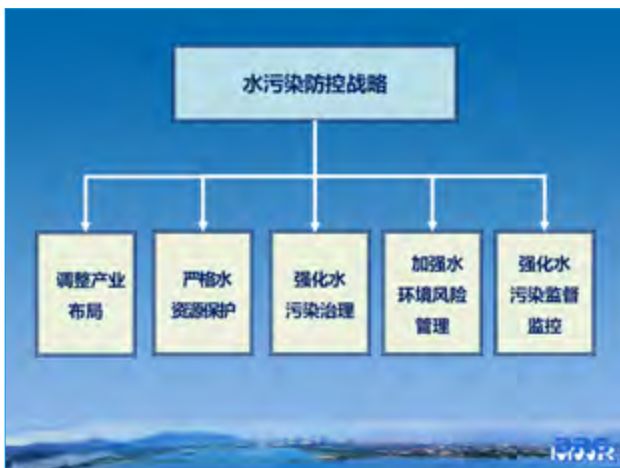 水污染防控战略
调整产业
布局
严格水
资源保护
强化水
污染治理
加强水
环境风险
管理
强化水
污染监督
监控